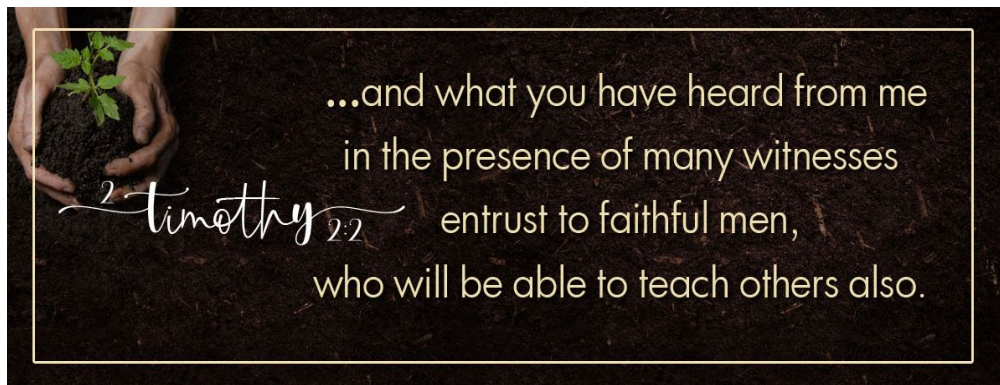 ...and what you have heard from me
in the presence of many witnesses
entrust to faithful men,
who will be able to teach others also.
2 timothy 2:2